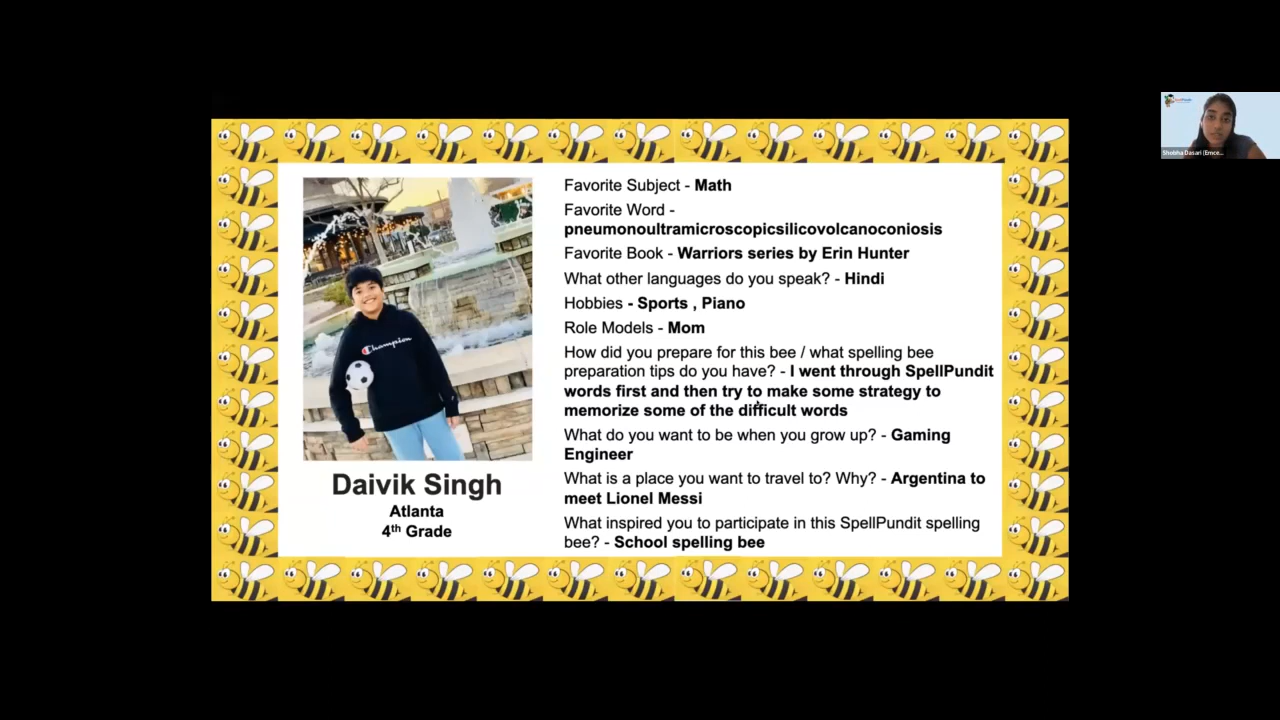 Favorite Subject - Math
Favorite Word -
pneumonoultramicroscopicsilicovolcanoconiosis
Favorite Book - Warriors series by Erin Hunter
What other languages do you speak? - Hindi
Hobbies - Sports , Piano
Role Models - Mom
How did you prepare for this bee / what spelling bee
preparation tips do you have? - I went through SpellPundit
words first and then try to make some strategy to
memorize some of the difficult words
What do you want to be when you grow up? - Gaming
Engineer
What is a place you want to travel to? Why? - Argentina to
meet Lionel Messi
What inspired you to participate in this SpellPundit spelling
bee? - School spelling bee
Champion
Daivik Singh
Atlanta
4th Grade
Shobha Dasari (Emce...